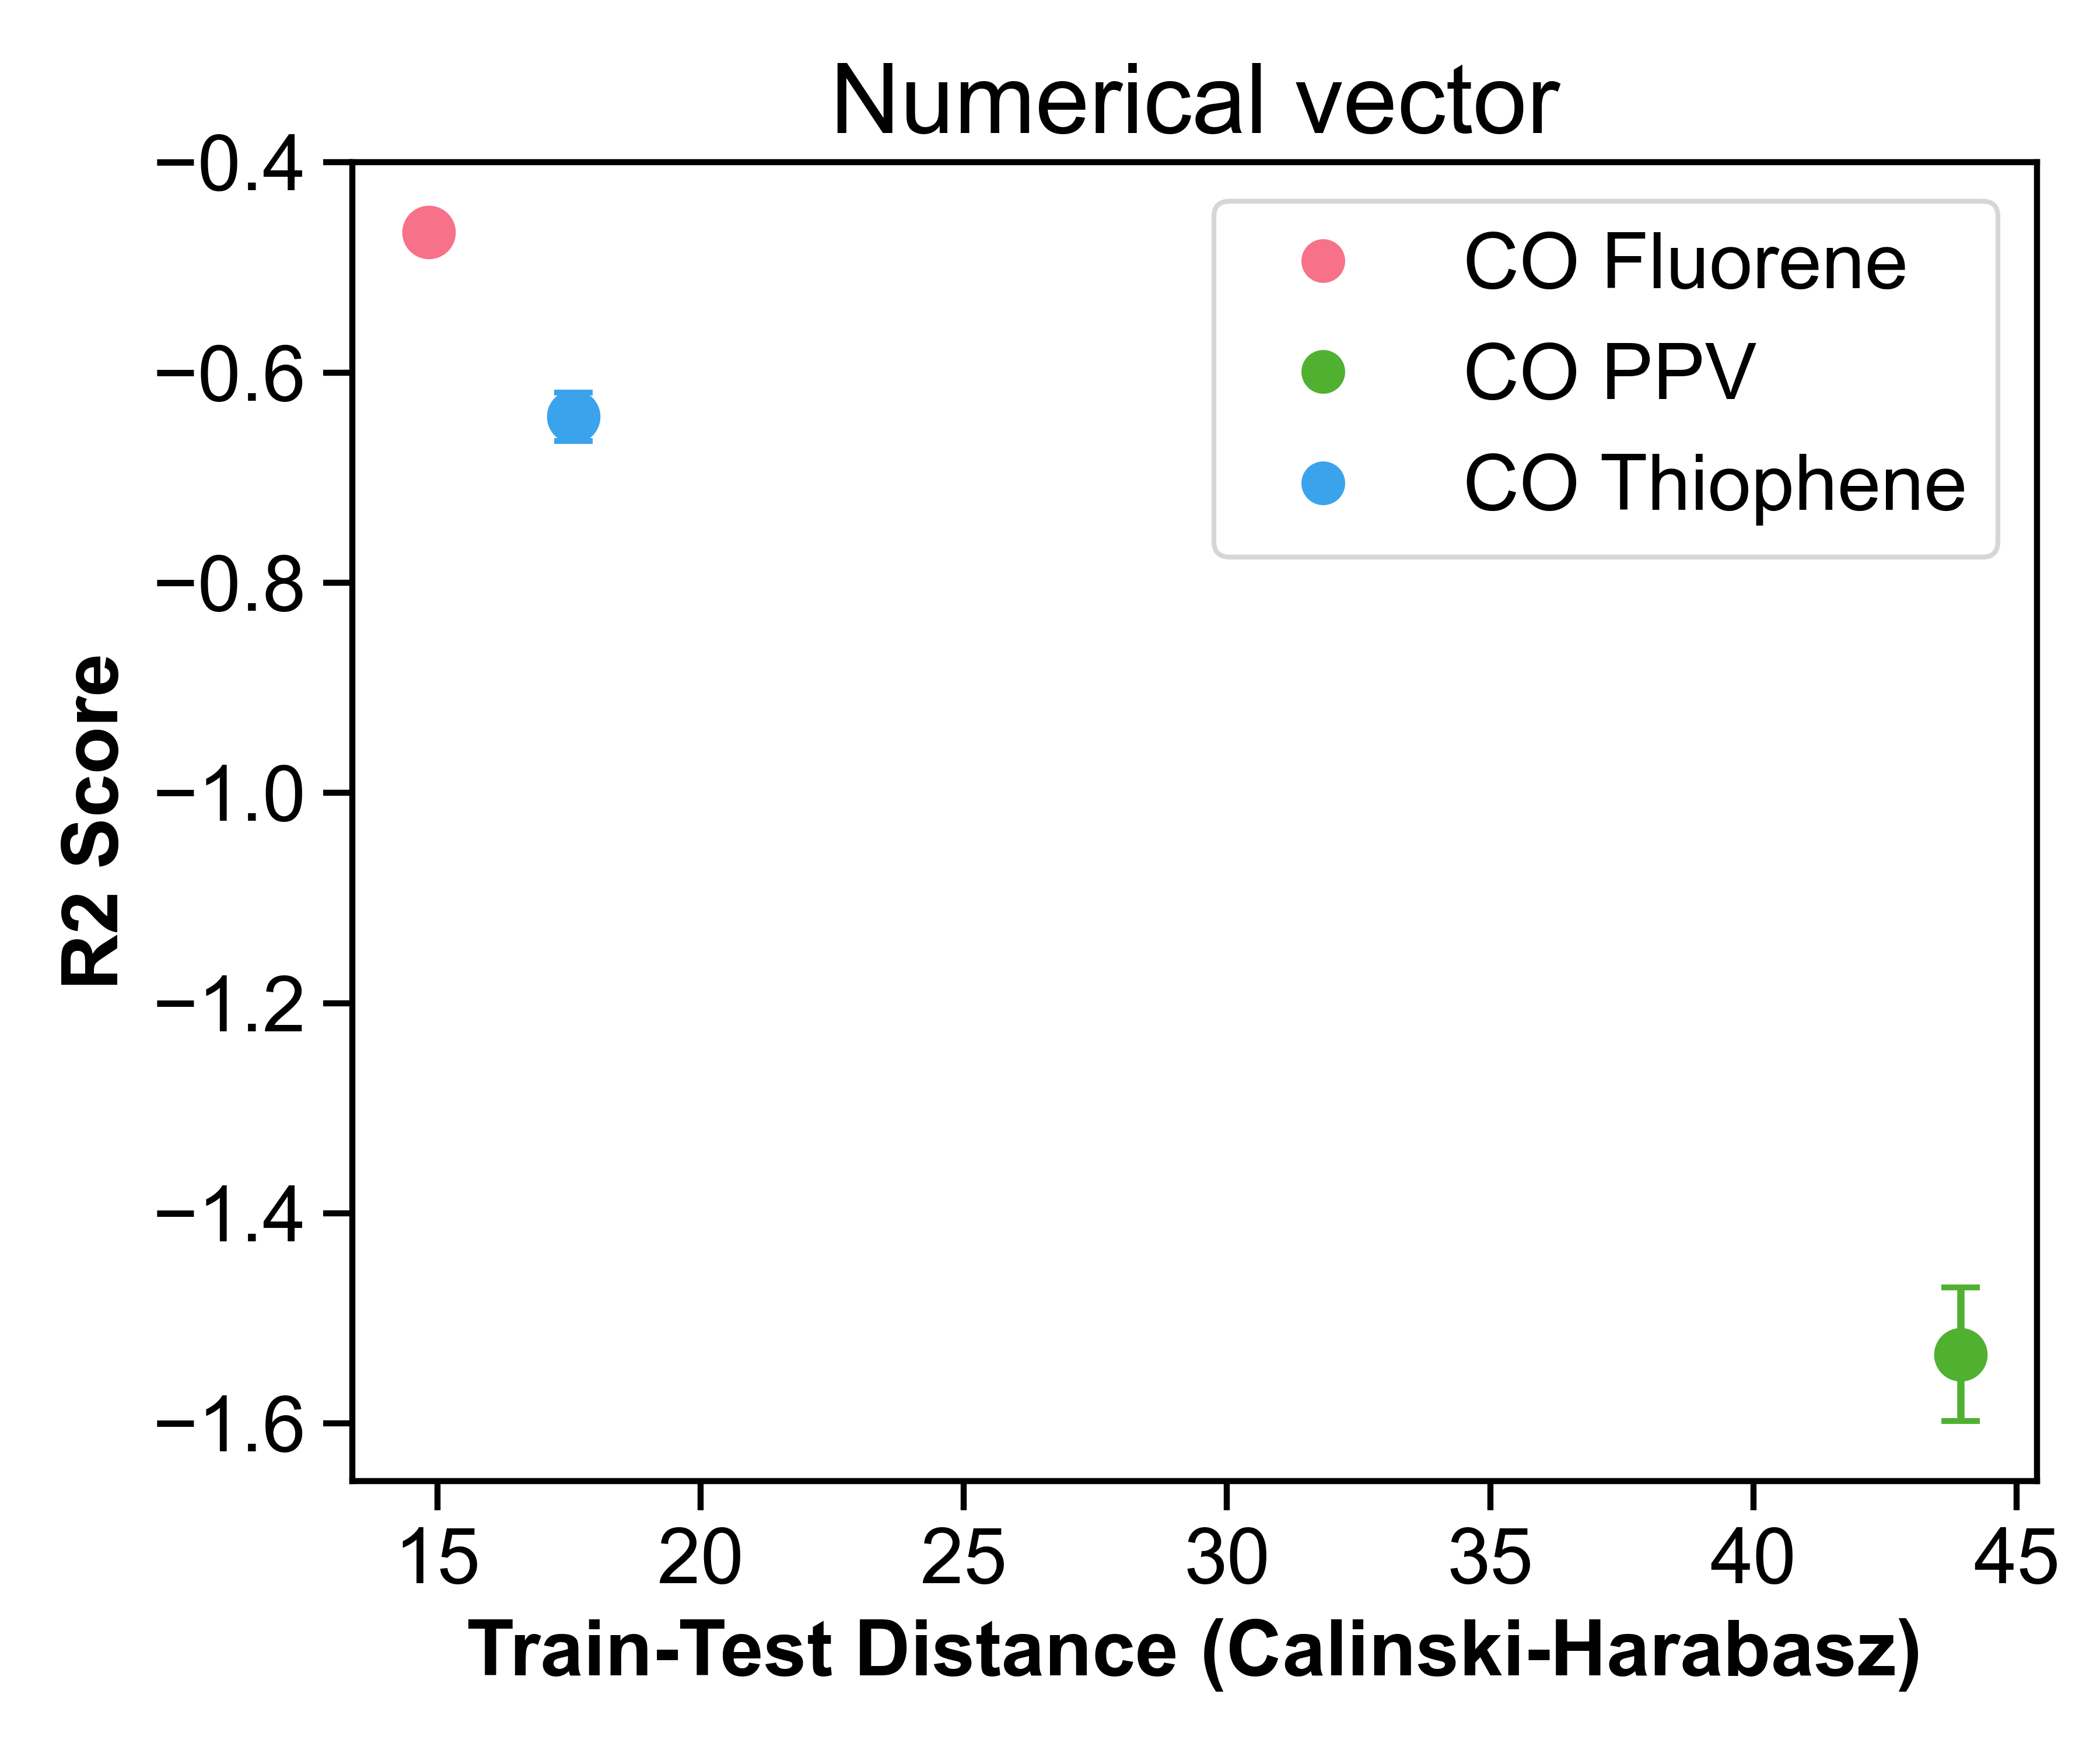 Numerical vector
−0.4
−0.6
−0.8
−1.0
−1.2
−1.4
−1.6
R2 Score
CO Fluorene
CO PPV
CO Thiophene
15 20 25 30 35 40 45
Train-Test Distance (Calinski-Harabasz)